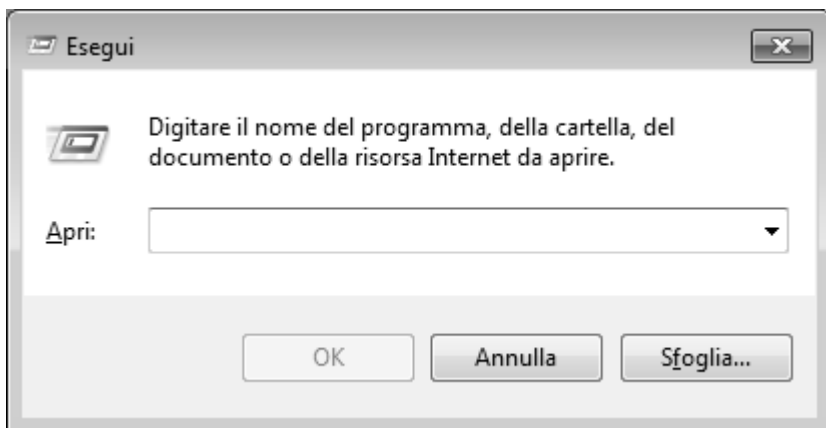 Esegui
Digitare il nome del programma, della cartella, del
documento o della risorsa Internet da aprire.
Apri:
OK Annulla Sfoglia...